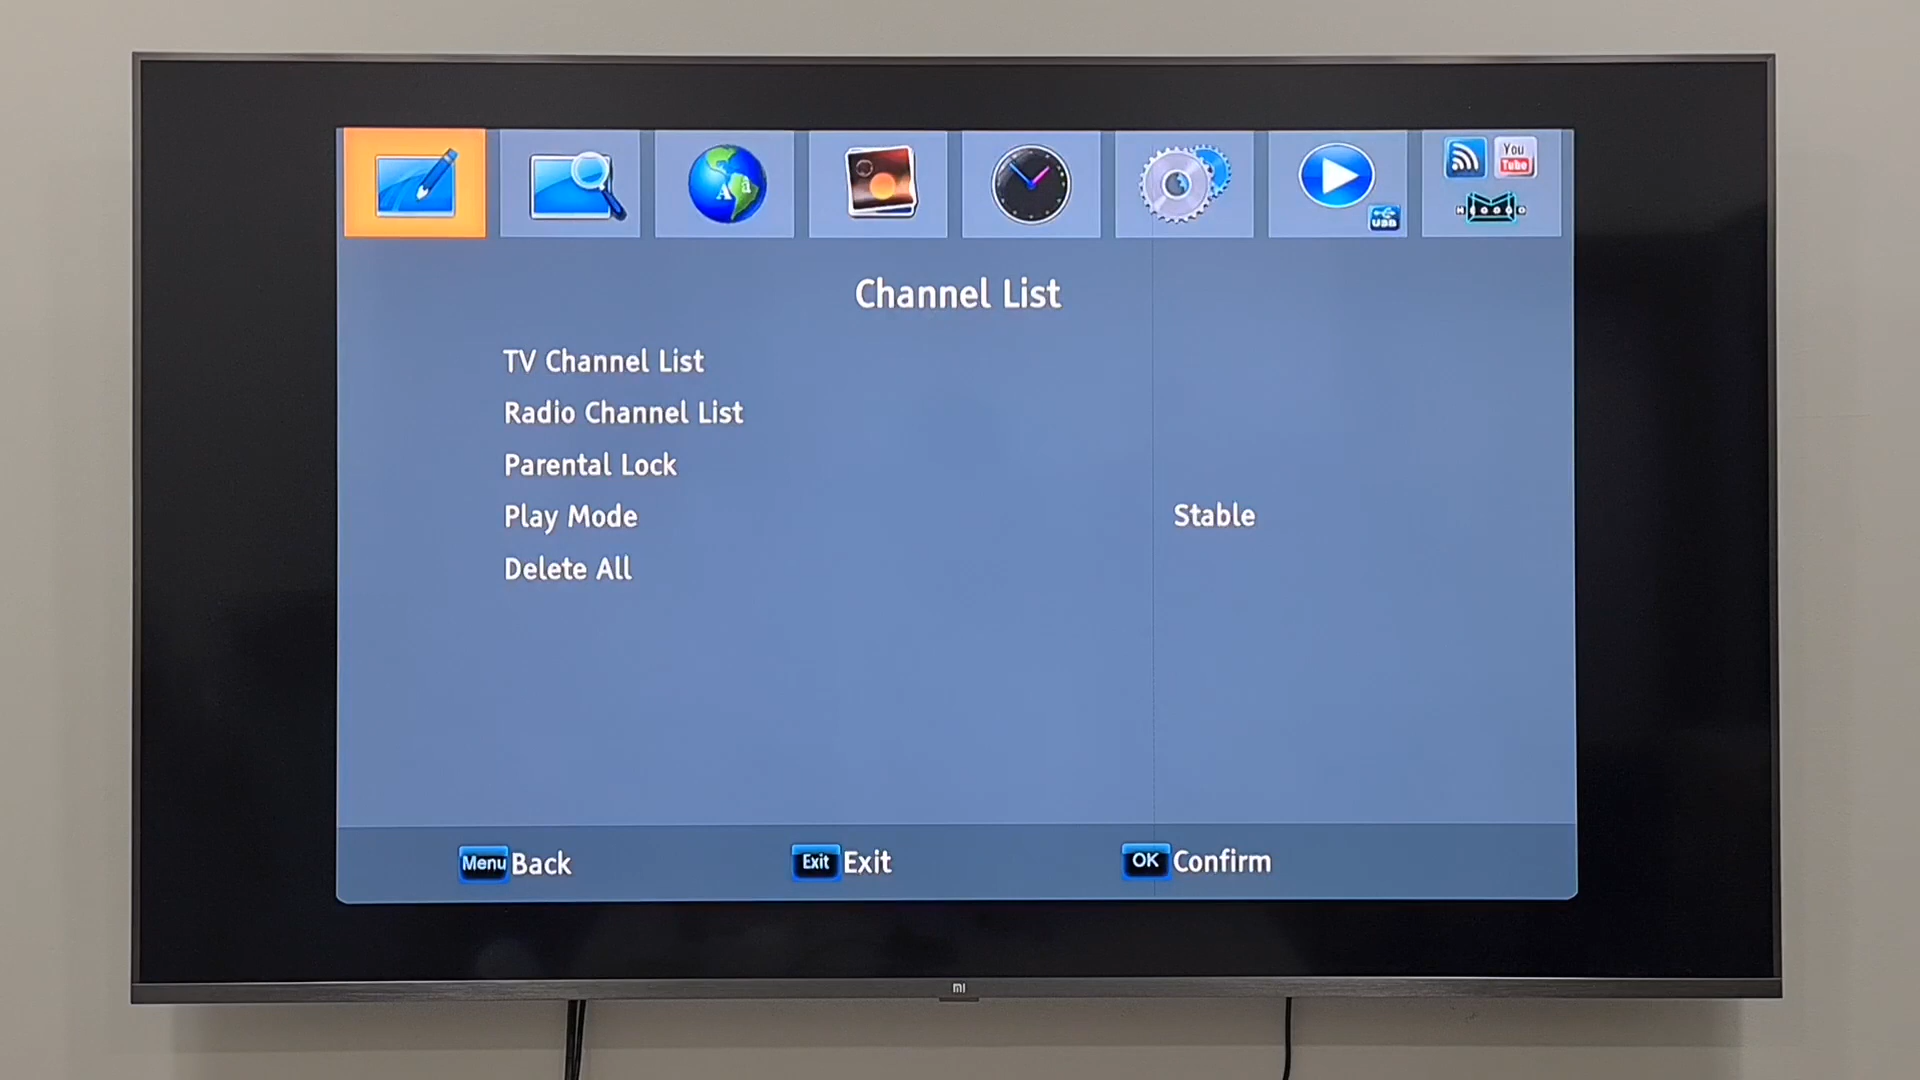 You
Tube
A a
USB
Channel List
TV Channel List
Radio Channel List
Parental Lock
Play Mode Stable
Delete All
Menu Back Exit Exit OK Confirm
mi